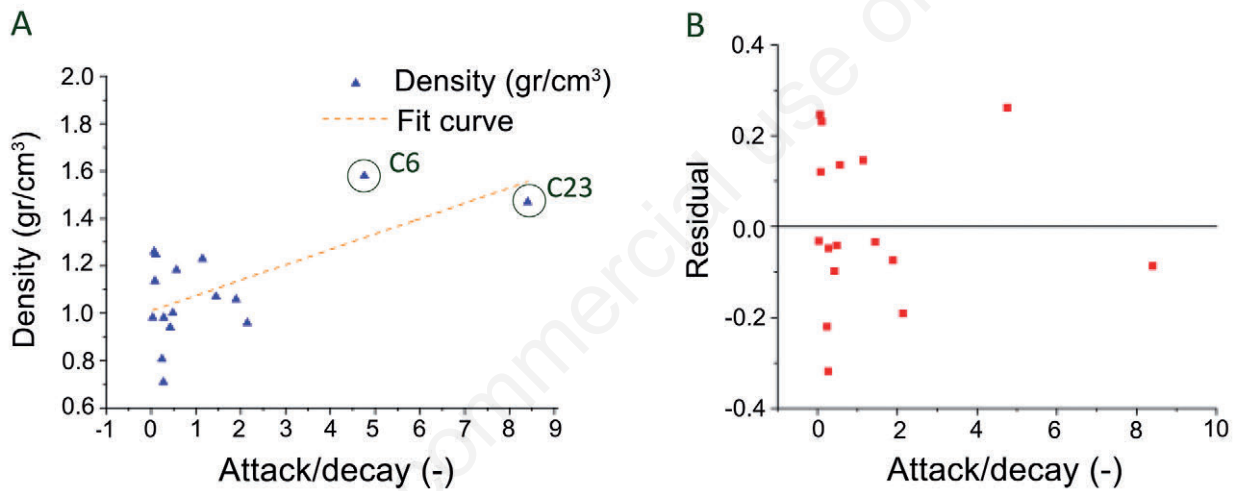 A
2.0
1.8
1.6
1.4
1.2
1.0
0.8
0.6
Density (gr/cm³)
Density (gr/cm³)
Fit curve
C6
C23
-1 0 1 2 3 4 5 6 7 8 9
Attack/decay (-)
B
0.4
0.2
0.0
-0.2
-0.4
Residual
0 2 4 6 8 10
Attack/decay (-)
ommercial use o